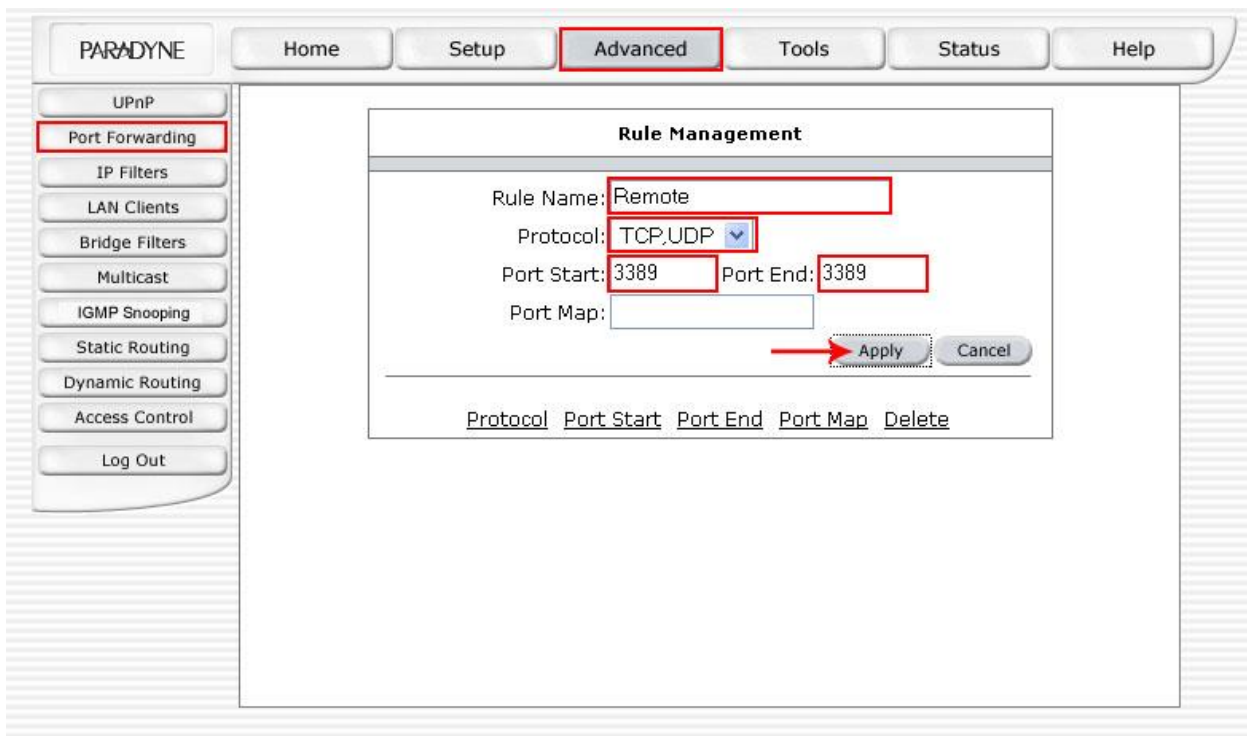 PARADYNE
Home Setup Advanced Tools Status Help
UPnP
Port Forwarding
IP Filters
LAN Clients
Bridge Filters
Multicast
IGMP Snooping
Static Routing
Dynamic Routing
Access Control
Log Out
Rule Management
Rule Name: Remote
Protocol: TCP,UDP
Port Start: 3389 Port End: 3389
Port Map:
Apply Cancel
Protocol Port Start Port End Port Map Delete